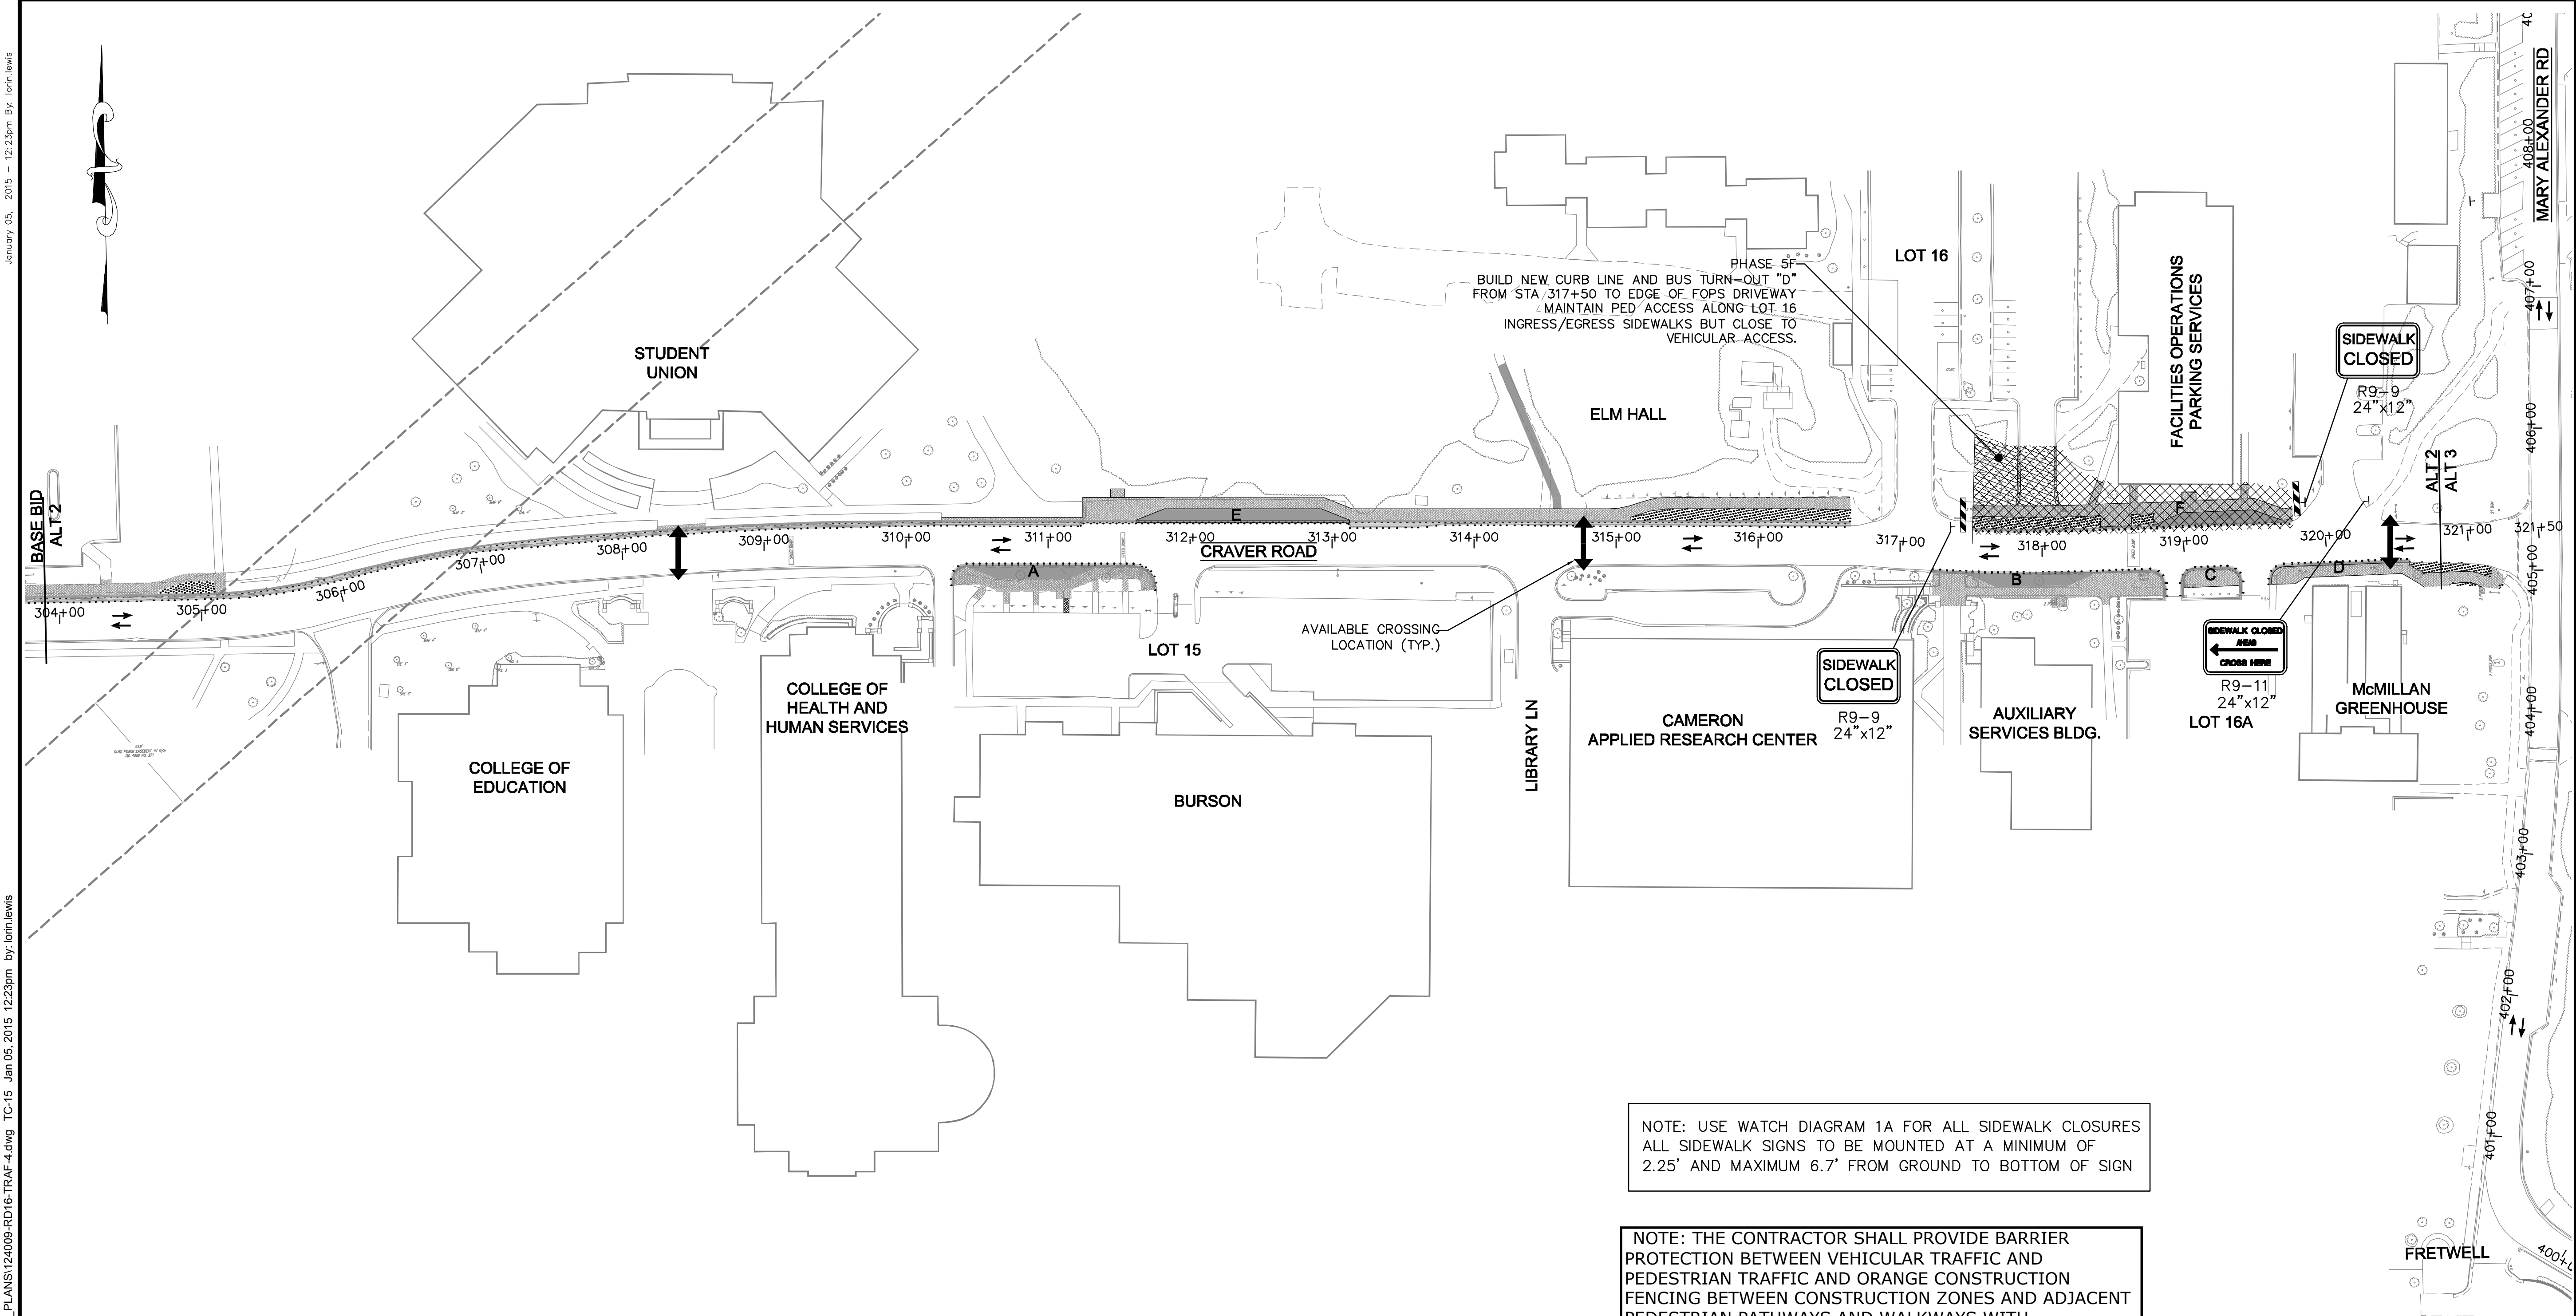 January 05, 2015 - 12:23pm By: lorin.lewis
_PLANS\124009-RD16-TRAF-4.dwg TC-15 Jan 05, 2015 12:23pm by: lorin.lewis
BASE BID
ALT 2
STUDENT
UNION
PHASE 5F
BUILD NEW CURB LINE AND BUS TURN-OUT "D"
FROM STA 317+50 TO EDGE OF FOPS DRIVEWAY
MAINTAIN PED ACCESS ALONG LOT 16
INGRESS/EGRESS SIDEWALKS BUT CLOSE TO
VEHICULAR ACCESS.
LOT 16
ELM HALL
FACILITIES OPERATIONS
PARKING SERVICES
SIDEWALK
CLOSED
R9-9
24"x12"
MARY ALEXANDER RD
408+00
407+00
406+00
405+00
404+00
403+00
402+00
401+00
ALT 2
ALT 3
304+00
305+00
306+00
307+00
308+00
309+00
310+00
311+00
312+00
313+00
314+00
315+00
316+00
317+00
318+00
319+00
320+00
321+00
321+50
CRAVER ROAD
E
F
A
B
C
D
AVAILABLE CROSSING
LOCATION (TYP.)
LOT 15
LIBRARY LN
COLLEGE OF
EDUCATION
COLLEGE OF
HEALTH AND
HUMAN SERVICES
BURSON
CAMERON
APPLIED RESEARCH CENTER
SIDEWALK
CLOSED
R9-9
24"x12"
AUXILIARY
SERVICES BLDG.
SIDEWALK CLOSED
AHEAD
CROSS HERE
R9-11
24"x12"
LOT 16A
McMILLAN
GREENHOUSE
NOTE: USE WATCH DIAGRAM 1A FOR ALL SIDEWALK CLOSURES
ALL SIDEWALK SIGNS TO BE MOUNTED AT A MINIMUM OF
2.25' AND MAXIMUM 6.7' FROM GROUND TO BOTTOM OF SIGN
NOTE: THE CONTRACTOR SHALL PROVIDE BARRIER
PROTECTION BETWEEN VEHICULAR TRAFFIC AND
PEDESTRIAN TRAFFIC AND ORANGE CONSTRUCTION
FENCING BETWEEN CONSTRUCTION ZONES AND ADJACENT
PEDESTRIAN PATHWAYS AND WALKWAYS WITH
FRETWELL